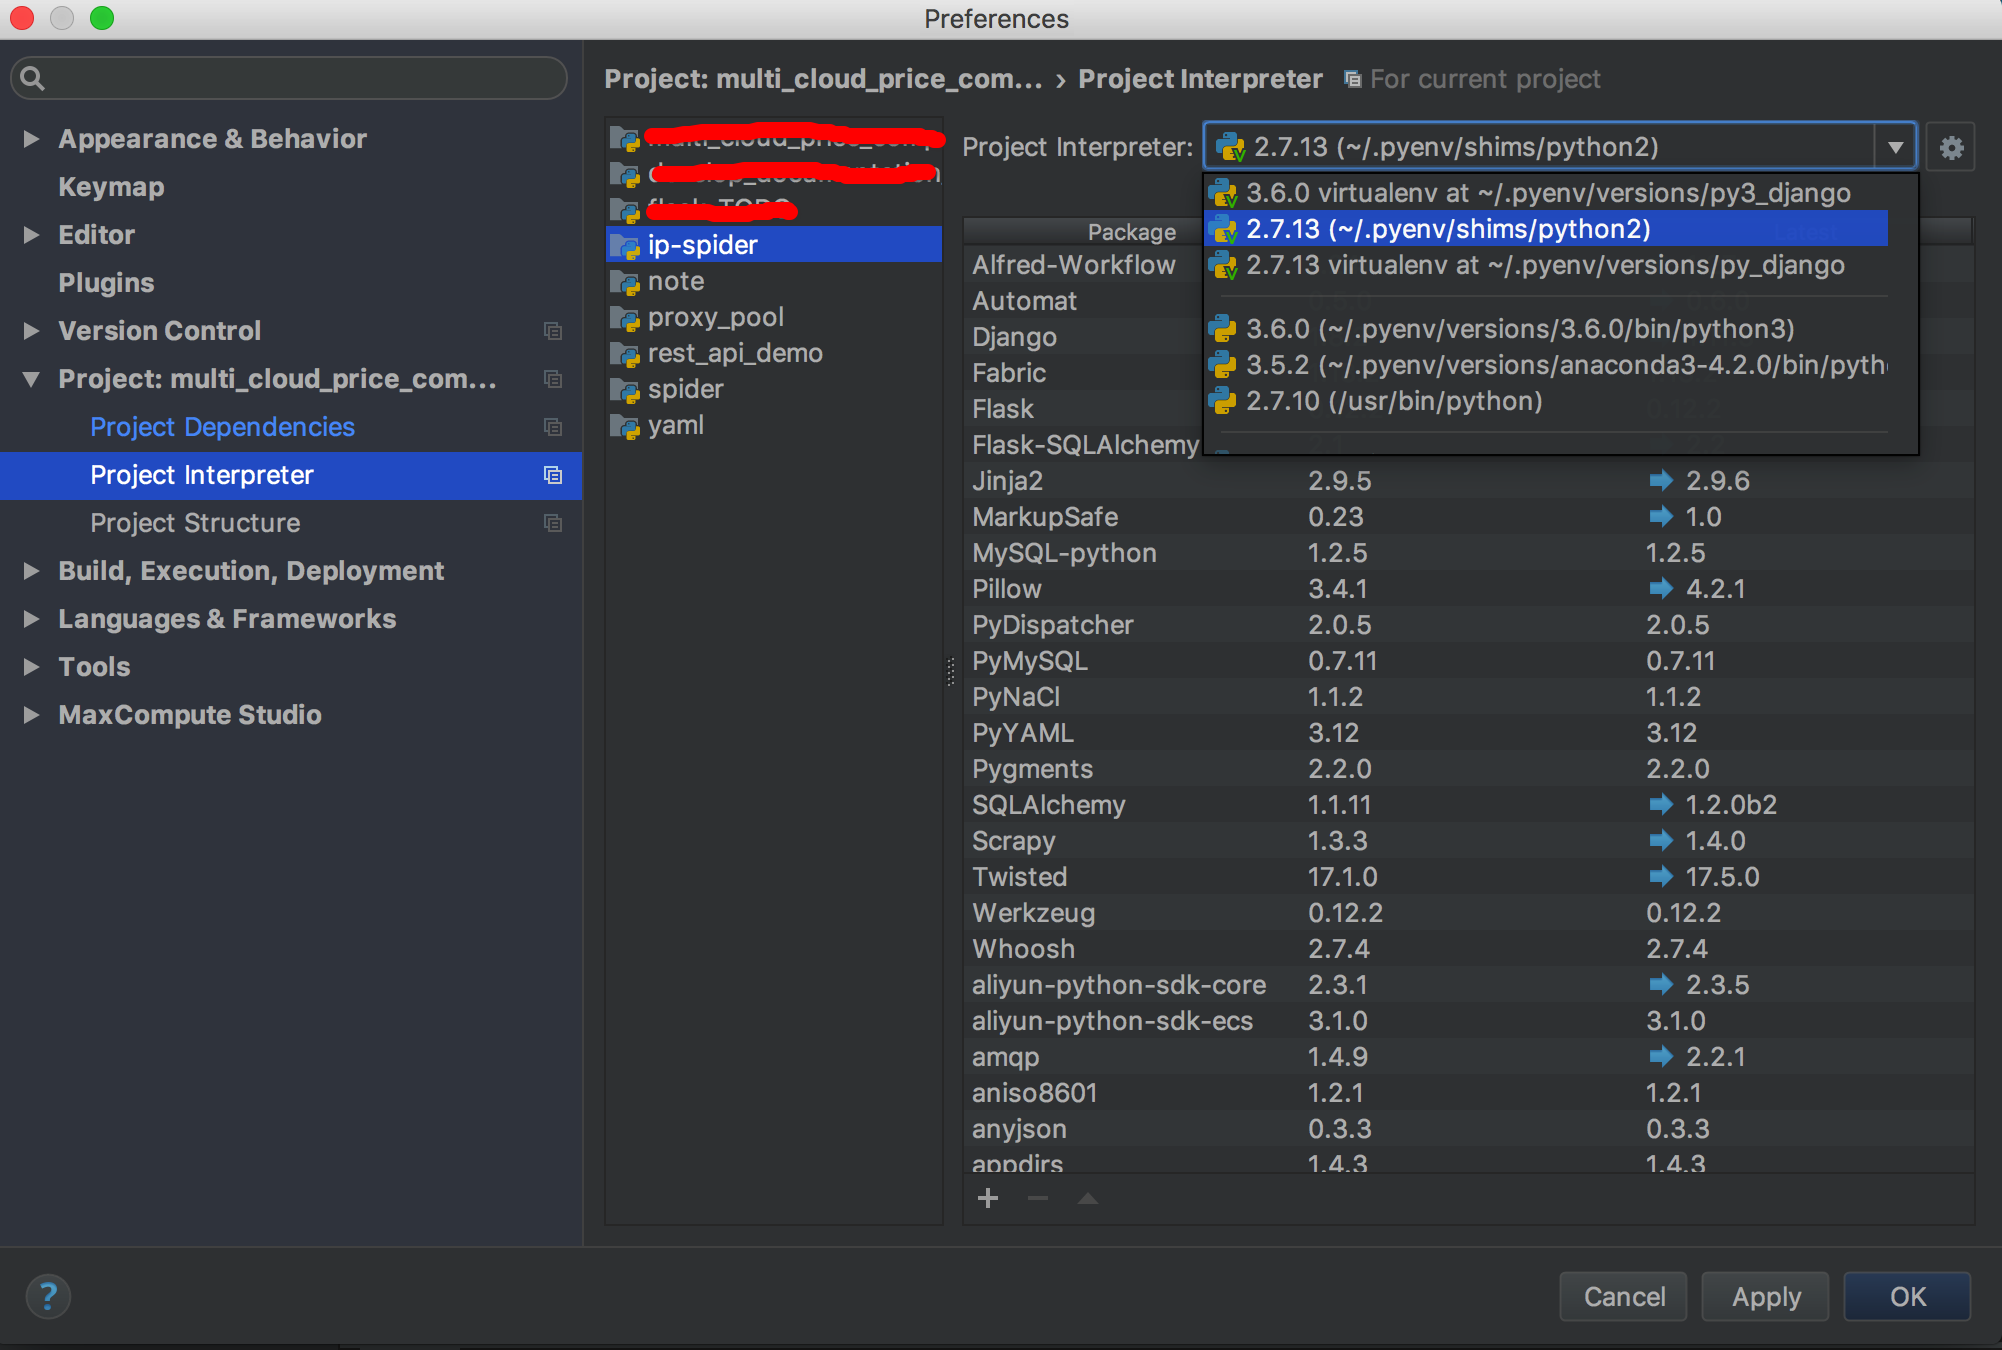 Preferences
Project: multi_cloud_price_com... › Project Interpreter For current project
Appearance & Behavior
Keymap
Editor
Plugins
Version Control
Project: multi_cloud_price_com...
Project Dependencies
Project Interpreter
Project Structure
Build, Execution, Deployment
Languages & Frameworks
Tools
MaxCompute Studio
ip-spider
note
proxy_pool
rest_api_demo
spider
yaml
Project Interpreter: 2.7.13 (~/.pyenv/shims/python2)
3.6.0 virtualenv at ~/.pyenv/versions/py3_django
2.7.13 (~/.pyenv/shims/python2)
2.7.13 virtualenv at ~/.pyenv/versions/py_django
3.6.0 (~/.pyenv/versions/3.6.0/bin/python3)
3.5.2 (~/.pyenv/versions/anaconda3-4.2.0/bin/pyth
2.7.10 (/usr/bin/python)
Package
Alfred-Workflow
Automat
Django
Fabric
Flask
Flask-SQLAlchemy
Jinja2 2.9.5 2.9.6
MarkupSafe 0.23 1.0
MySQL-python 1.2.5 1.2.5
Pillow 3.4.1 4.2.1
PyDispatcher 2.0.5 2.0.5
PyMySQL 0.7.11 0.7.11
PyNaCl 1.1.2 1.1.2
PyYAML 3.12 3.12
Pygments 2.2.0 2.2.0
SQLAlchemy 1.1.11 1.2.0b2
Scrapy 1.3.3 1.4.0
Twisted 17.1.0 17.5.0
Werkzeug 0.12.2 0.12.2
Whoosh 2.7.4 2.7.4
aliyun-python-sdk-core 2.3.1 2.3.5
aliyun-python-sdk-ecs 3.1.0 3.1.0
amqp 1.4.9 2.2.1
aniso8601 1.2.1 1.2.1
anyjson 0.3.3 0.3.3
appdirs 1.4.3 1.4.3
?
Cancel Apply OK